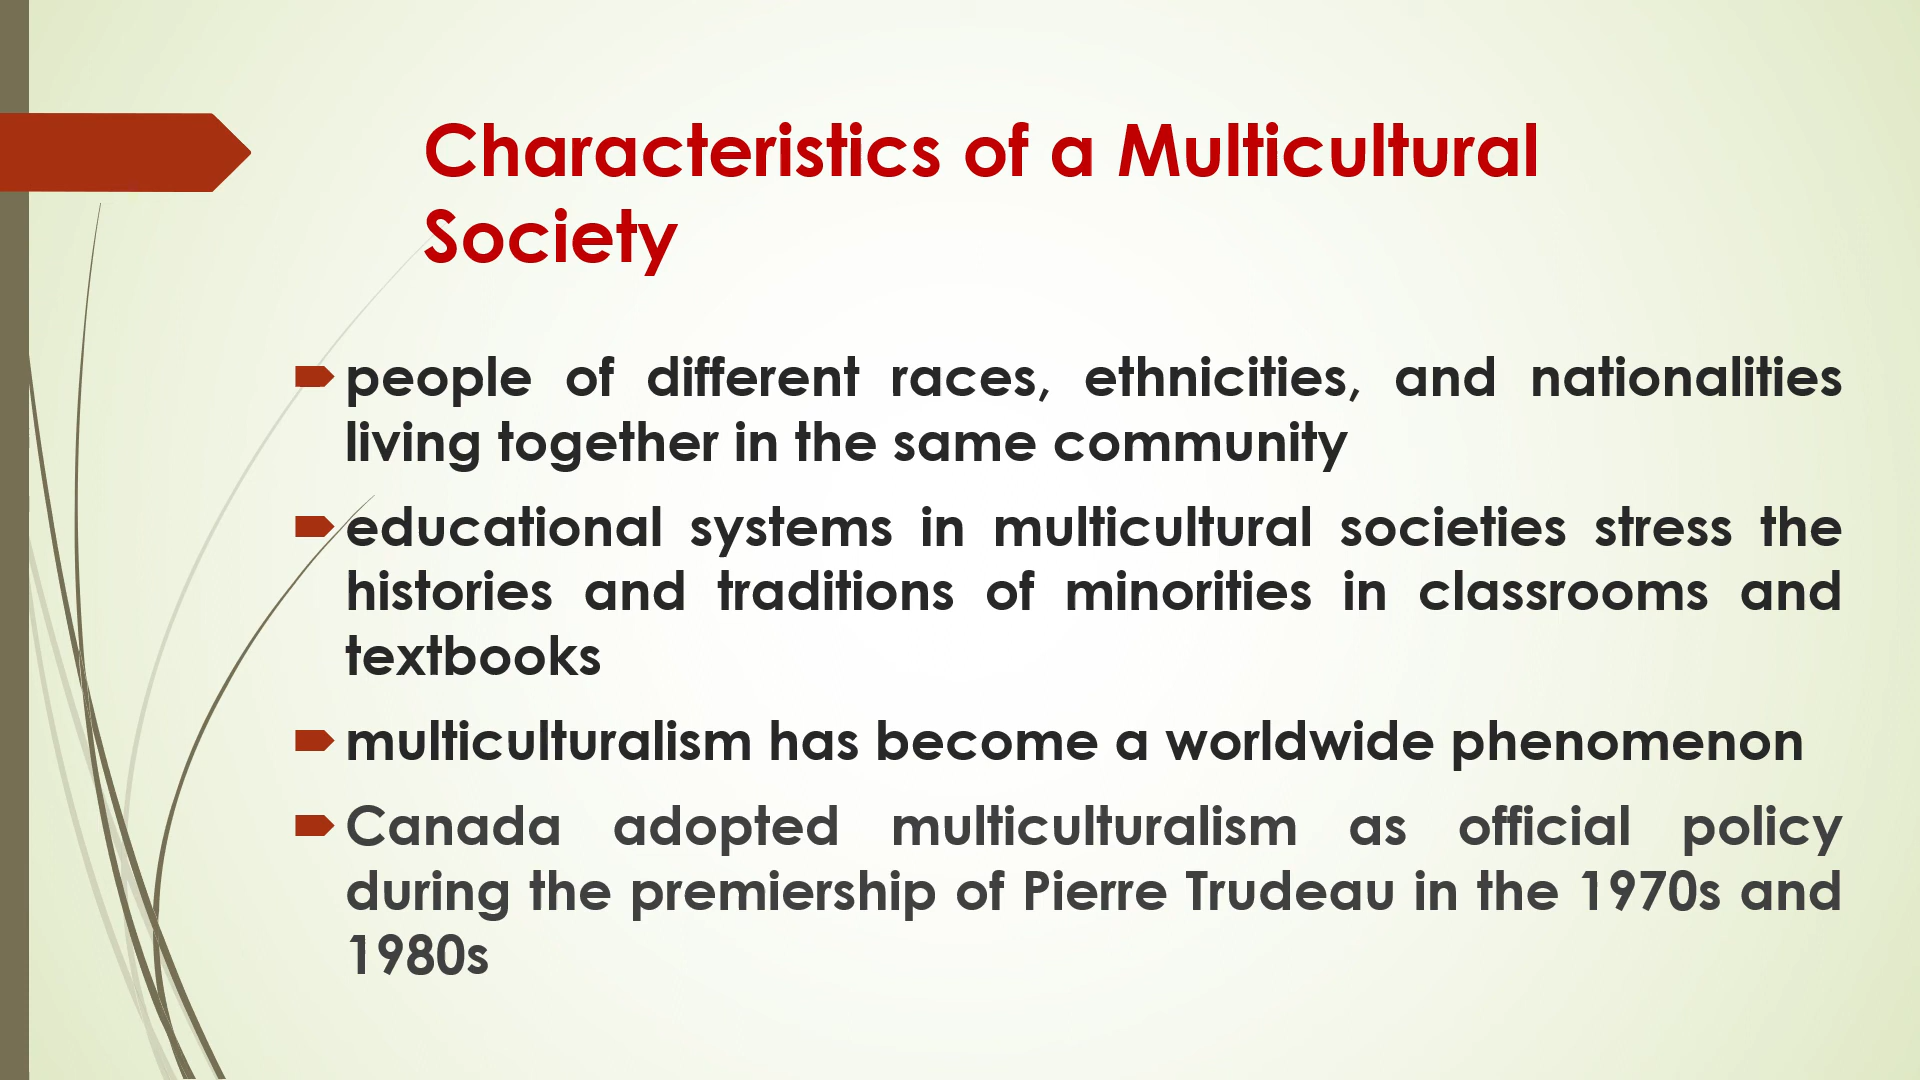 Characteristics of a Multicultural
Society
people of different races, ethnicities, and nationalities
living together in the same community
educational systems in multicultural societies stress the
histories and traditions of minorities in classrooms and
textbooks
multiculturalism has become a worldwide phenomenon
Canada adopted multiculturalism as official policy
during the premiership of Pierre Trudeau in the 1970s and
1980s